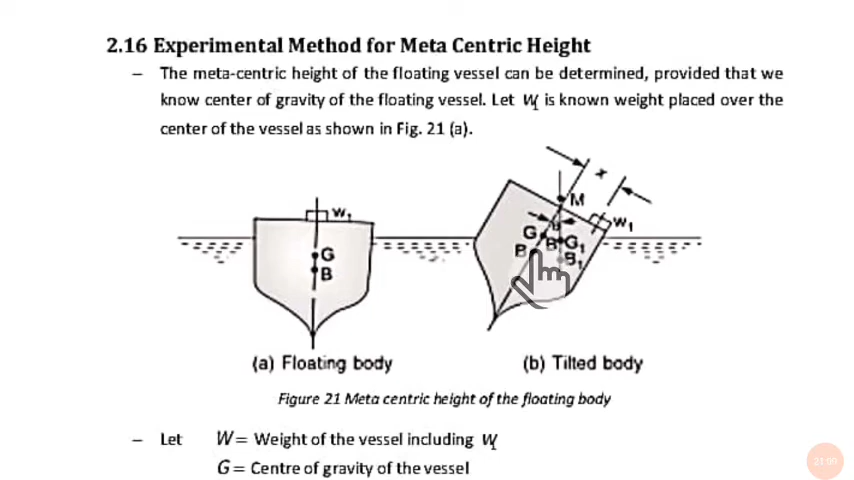 2.16 Experimental Method for Meta Centric Height
– The meta-centric height of the floating vessel can be determined, provided that we
know center of gravity of the floating vessel. Let W₁ is known weight placed over the
center of the vessel as shown in Fig. 21 (a).
x
M
W₁
W₁
G
θ G₁
B
B₁
G
B
(a) Floating body
(b) Tilted body
Figure 21 Meta centric height of the floating body
– Let W = Weight of the vessel including W₁
G = Centre of gravity of the vessel